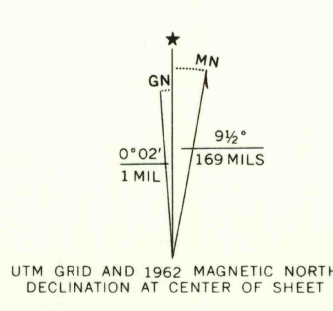 ★
MN
GN
9½°
169 MILS
0°02'
1 MIL
UTM GRID AND 1962 MAGNETIC NORTH
DECLINATION AT CENTER OF SHEET